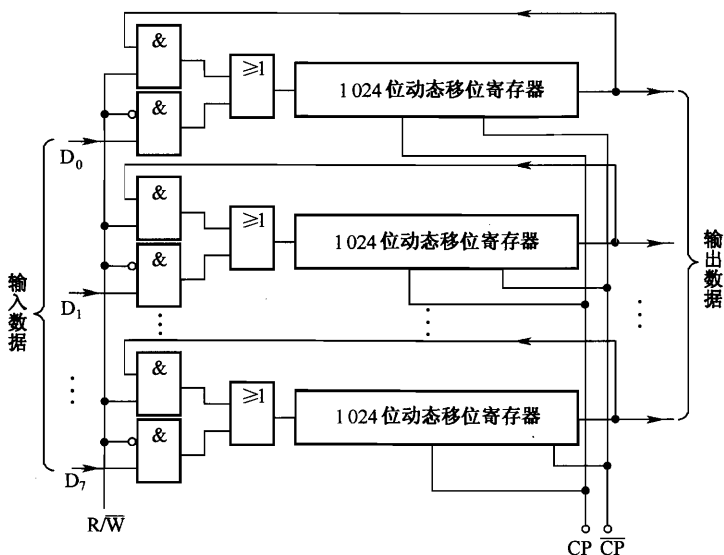 &
≥1
1 024 位动态移位寄存器
&
D₀
&
≥1
1 024 位动态移位寄存器
&
D₁
输入数据
输出数据
&
≥1
1 024 位动态移位寄存器
&
D₇
R/W̅
CP
C̅P̅